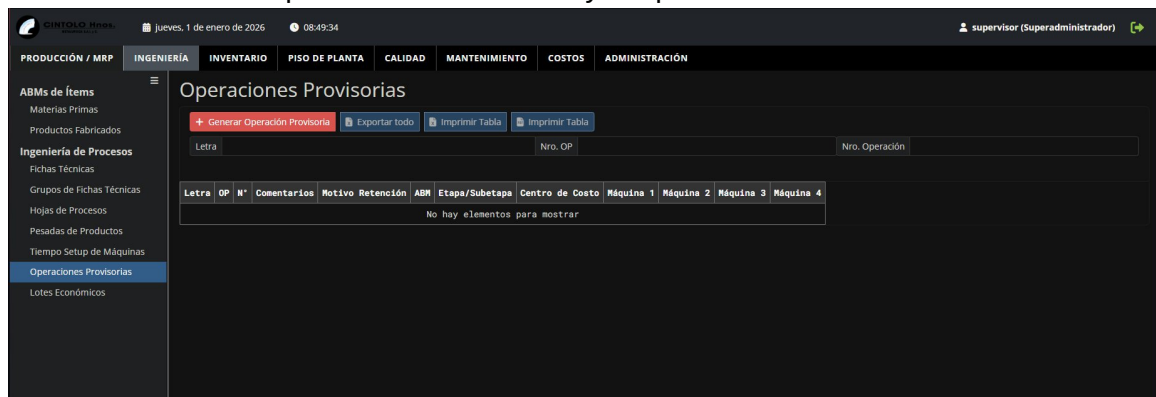 CINTOLO Hnos. jueves, 1 de enero de 2026 08:49:34 supervisor (Superadministrador)
PRODUCCIÓN / MRP INGENIERÍA INVENTARIO PISO DE PLANTA CALIDAD MANTENIMIENTO COSTOS ADMINISTRACIÓN
ABMs de Ítems
Materias Primas
Productos Fabricados
Ingeniería de Procesos
Fichas Técnicas
Grupos de Fichas Técnicas
Hojas de Procesos
Pesadas de Productos
Tiempo Setup de Máquinas
Operaciones Provisorias
Lotes Económicos
Operaciones Provisorias
+ Generar Operación Provisoria Exportar todo Imprimir Tabla Imprimir Tabla
Letra Nro. OP Nro. Operación
Letra OP N° Comentarios Motivo Retención ABM Etapa/Subetapa Centro de Costo Máquina 1 Máquina 2 Máquina 3 Máquina 4
No hay elementos para mostrar